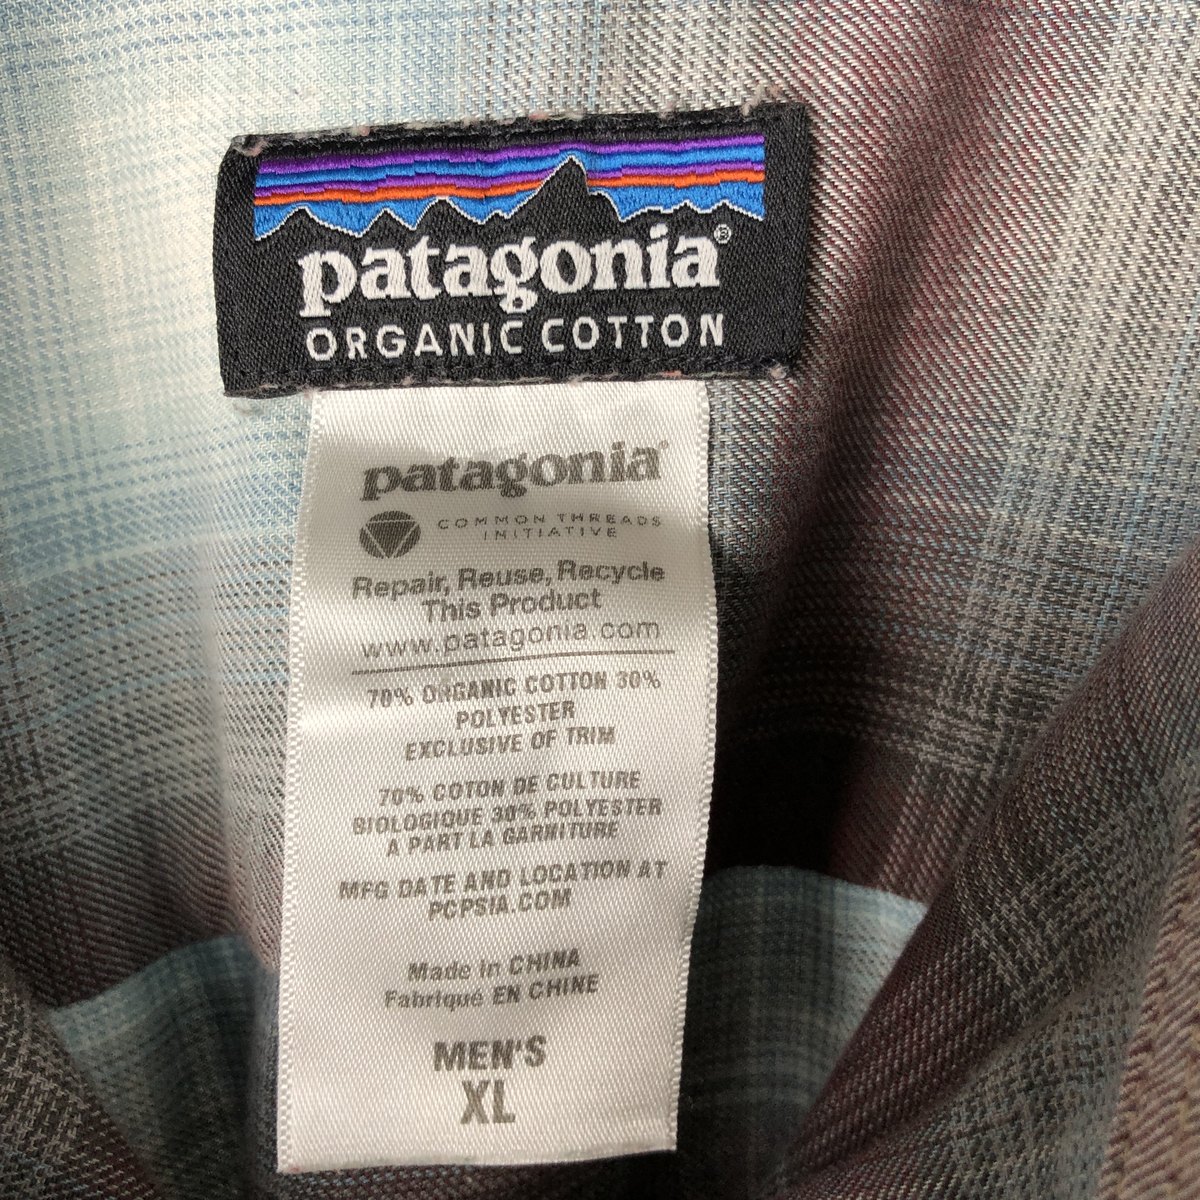 patagonia®
ORGANIC COTTON
patagonia®
COMMON THREADS
INITIATIVE
Repair, Reuse, Recycle
This Product
www.patagonia.com
70% ORGANIC COTTON 30%
POLYESTER
EXCLUSIVE OF TRIM
70% COTON DE CULTURE
BIOLOGIQUE 30% POLYESTER
A PART LA GARNITURE
MFG DATE AND LOCATION AT
PCPSIA.COM
Made in CHINA
Fabriqué EN CHINE
MEN'S
XL